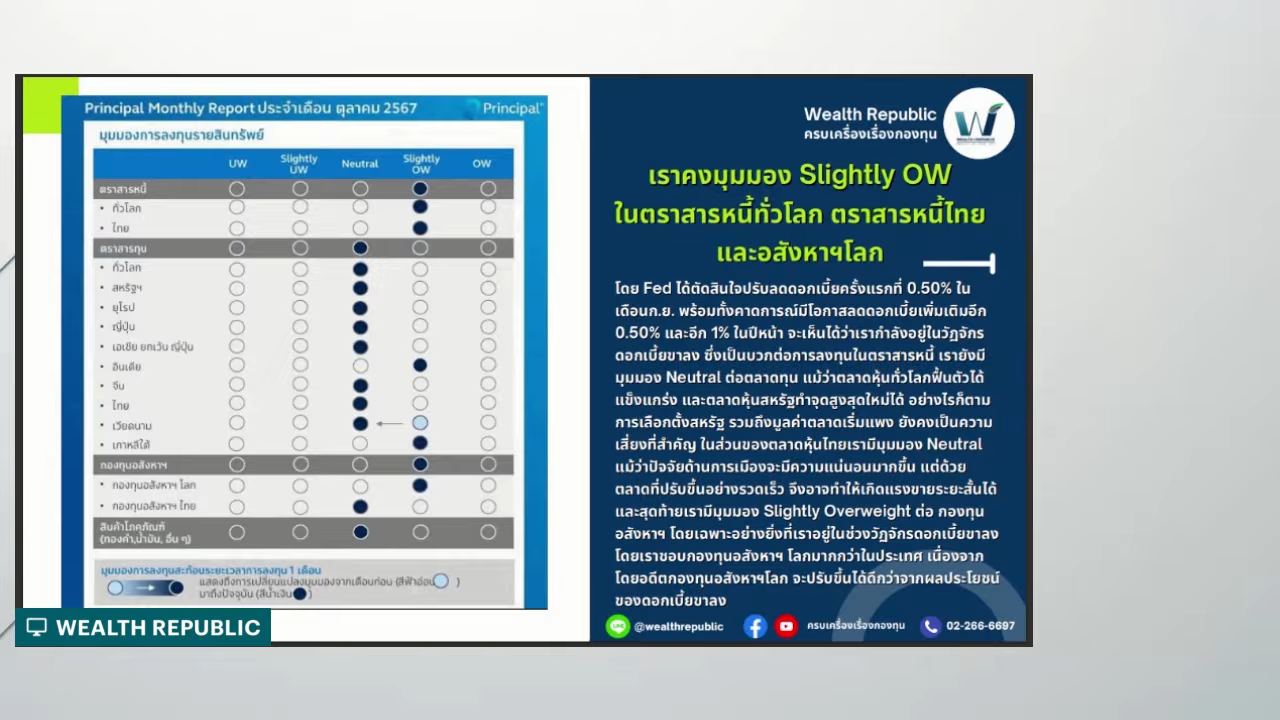 Principal Monthly Report ประจำเดือน ตุลาคม 2567
Principal
มุมมองการลงทุนรายสินทรัพย์
UW Slightly UW Neutral Slightly OW OW
ตราสารหนี้
• ทั่วโลก
• ไทย
ตราสารทุน
• ทั่วโลก
• สหรัฐฯ
• ยุโรป
• ญี่ปุ่น
• เอเชีย ยกเว้น ญี่ปุ่น
• อินเดีย
• จีน
• ไทย
• เวียดนาม
• เกาหลีใต้
กองทุนอสังหาฯ
• กองทุนอสังหาฯ โลก
• กองทุนอสังหาฯ ไทย
สินค้าโภคภัณฑ์
(ทองคำ,น้ำมัน, อื่น ๆ)
มุมมองการลงทุนสะท้อนระยะเวลาการลงทุน 1 เดือน
แสดงถึงการเปลี่ยนแปลงมุมมองจากเดือนก่อน (สีฟ้าอ่อน )
มาถึงปัจจุบัน (สีน้ำเงิน )
WEALTH REPUBLIC
Wealth Republic
ครบเครื่องเรื่องกองทุน
เราคงมุมมอง Slightly OW
ในตราสารหนี้ทั่วโลก ตราสารหนี้ไทย
และอสังหาฯโลก
โดย Fed ได้ตัดสินใจปรับลดดอกเบี้ยครั้งแรกที่ 0.50% ใน
เดือนก.ย. พร้อมทั้งคาดการณ์มีโอกาสลดดอกเบี้ยเพิ่มเติมอีก
0.50% และอีก 1% ในปีหน้า จะเห็นได้ว่าเรากำลังอยู่ในวัฏจักร
ดอกเบี้ยขาลง ซึ่งเป็นบวกต่อการลงทุนในตราสารหนี้ เรายังมี
มุมมอง Neutral ต่อตลาดทุน แม้ว่าตลาดหุ้นทั่วโลกฟื้นตัวได้
แข็งแกร่ง และตลาดหุ้นสหรัฐทำจุดสูงสุดใหม่ได้ อย่างไรก็ตาม
การเลือกตั้งสหรัฐ รวมถึงมูลค่าตลาดเริ่มแพง ยังคงเป็นความ
เสี่ยงที่สำคัญ ในส่วนของตลาดหุ้นไทยเรามีมุมมอง Neutral
แม้ว่าปัจจัยด้านการเมืองจะมีความแน่นอนมากขึ้น แต่ด้วย
ตลาดที่ปรับขึ้นอย่างรวดเร็ว จึงอาจทำให้เกิดแรงขายระยะสั้นได้
และสุดท้ายเรามีมุมมอง Slightly Overweight ต่อ กองทุน
อสังหาฯ โดยเฉพาะอย่างยิ่งที่เราอยู่ในช่วงวัฏจักรดอกเบี้ยขาลง
โดยเราชอบกองทุนอสังหาฯ โลกมากกว่าในประเทศ เนื่องจาก
โดยอดีตกองทุนอสังหาฯโลก จะปรับขึ้นได้ดีกว่าจากผลประโยชน์
ของดอกเบี้ยขาลง
@wealthrepublic ครบเครื่องเรื่องกองทุน 02-266-6697